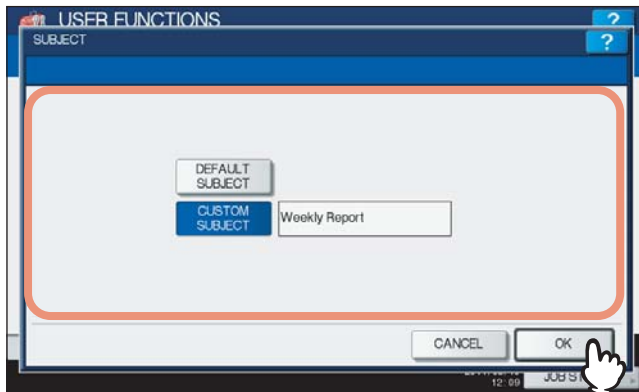 USER FUNCTIONS ?
SUBJECT ?
DEFAULT
SUBJECT
CUSTOM
SUBJECT
Weekly Report
CANCEL OK
12:09 JOB